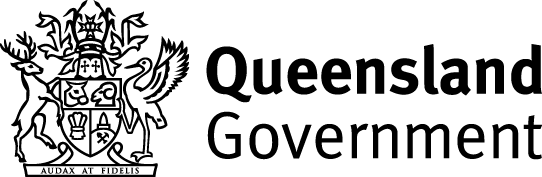 Queensland
Government
AUDAX AT FIDELIS